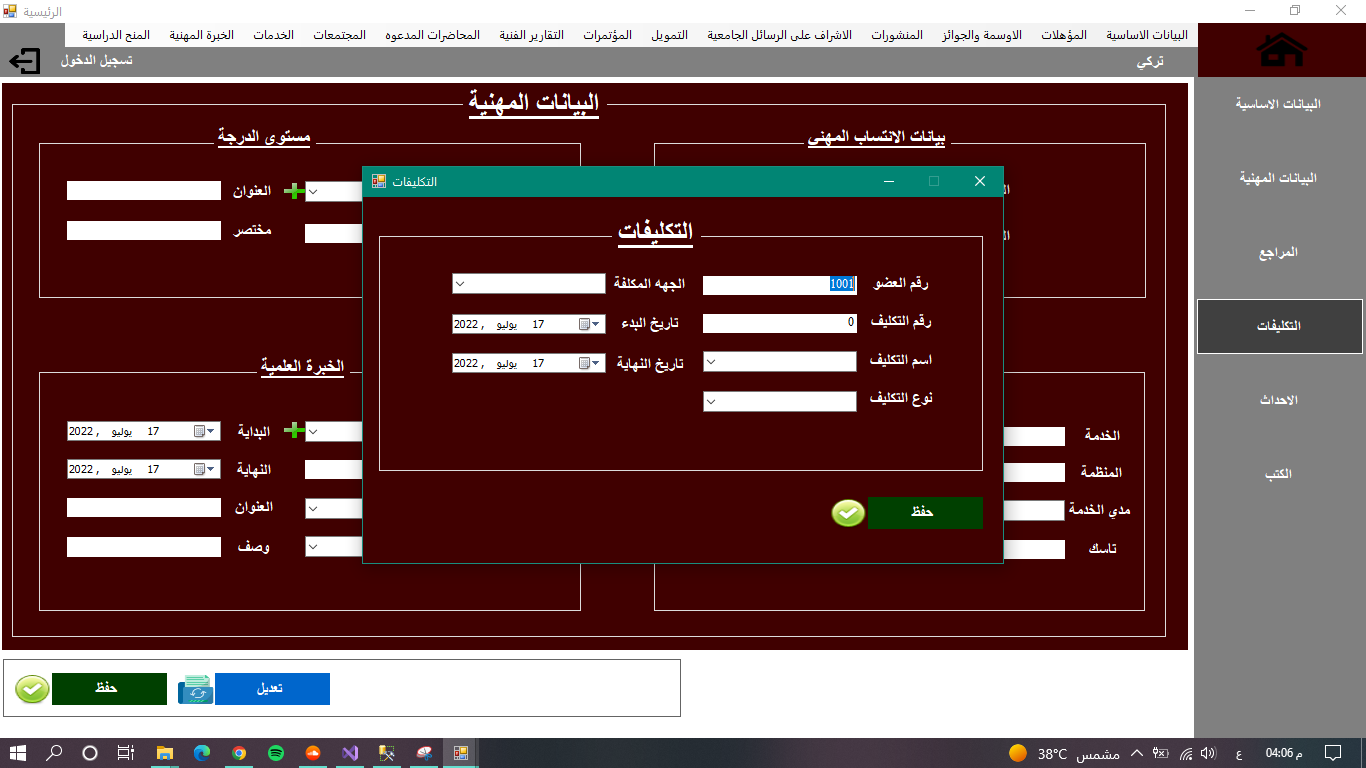 الرئيسية
البيانات الاساسية المؤهلات الاوسمة والجوائز المنشورات الاشراف على الرسائل الجامعية التمويل المؤتمرات التقارير الفنية المحاضرات المدعوه الخدمات المجتمعات الخبرة المهنية المنح الدراسية
تركي تسجيل الدخول
البيانات الاساسية
البيانات المهنية
المراجع
التكليفات
الاحداث
الكتب
البيانات المهنية
بيانات الانتساب المهني
مستوى الدرجة
العنوان
مختصر
التكليفات
التكليفات
رقم العضو 1001 الجهه المكلفة
رقم التكليف 0 تاريخ البدء 17 يوليو , 2022
اسم التكليف تاريخ النهاية 17 يوليو , 2022
نوع التكليف
حفظ
الخدمة
المنظمة
مدي الخدمة
تاسك
الخبرة العلمية
البداية 17 يوليو , 2022
النهاية 17 يوليو , 2022
العنوان
وصف
تعديل حفظ
38°C مشمس ع 04:06 م